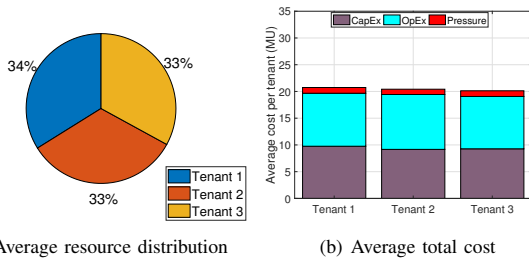 34%
33%
33%
Tenant 1
Tenant 2
Tenant 3
Average resource distribution
Average cost per tenant (MU)
35
30
25
20
15
10
5
0
CapEx OpEx Pressure
Tenant 1 Tenant 2 Tenant 3
(b) Average total cost